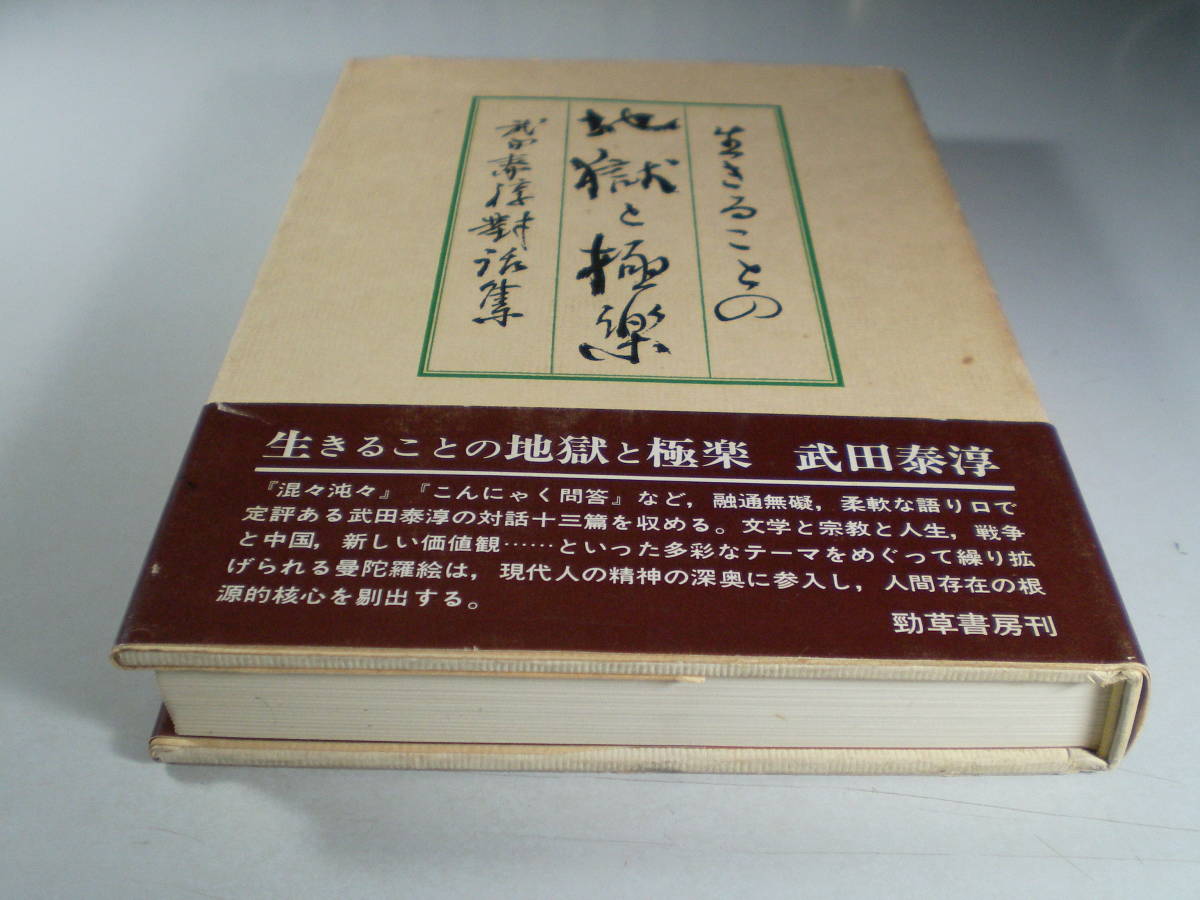 生きることの
地獄と極楽
武田泰淳對話集
生きることの地獄と極楽 武田泰淳
『混々沌々』『こんにゃく問答』など，融通無礙，柔軟な語り口で
定評ある武田泰淳の対話十三篇を収める。文学と宗教と人生，戦争
と中国，新しい価値観……といった多彩なテーマをめぐって繰り拡
げられる曼陀羅絵は，現代人の精神の深奥に参入し，人間存在の根
源的核心を剔出する。
勁草書房刊